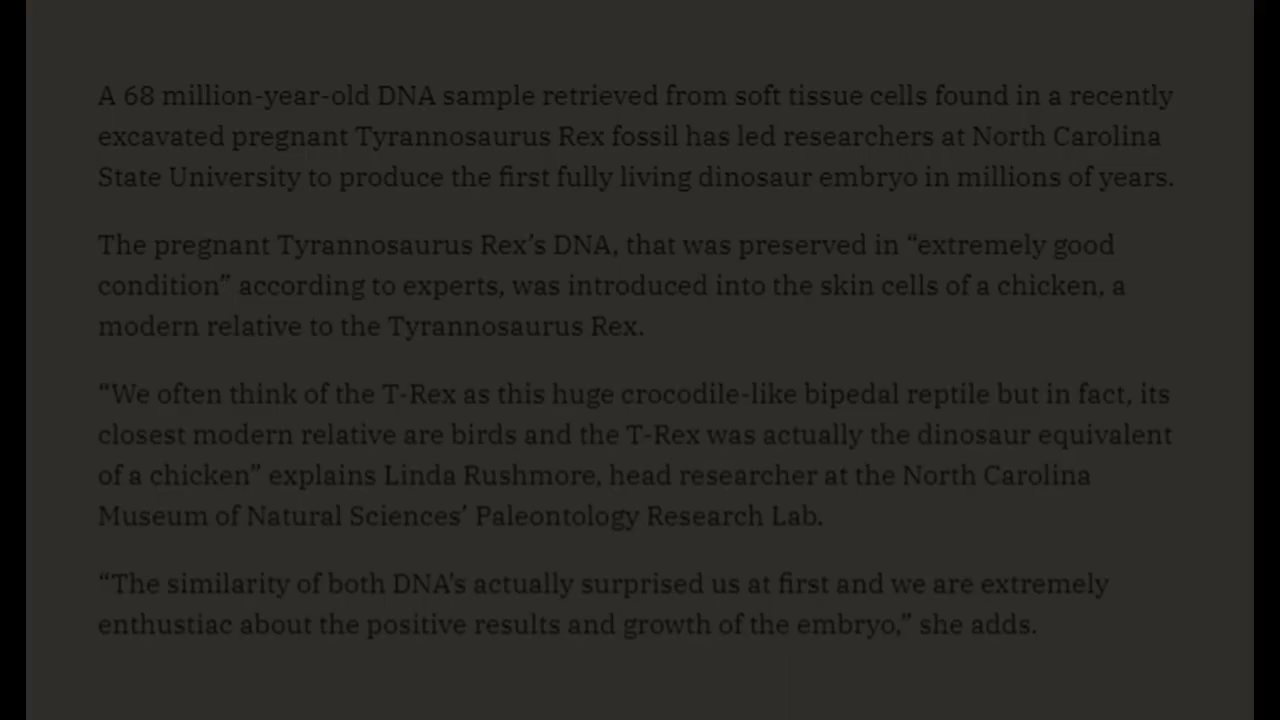 A 68 million-year-old DNA sample retrieved from soft tissue cells found in a recently
excavated pregnant Tyrannosaurus Rex fossil has led researchers at North Carolina
State University to produce the first fully living dinosaur embryo in millions of years.
The pregnant Tyrannosaurus Rex’s DNA, that was preserved in “extremely good
condition” according to experts, was introduced into the skin cells of a chicken, a
modern relative to the Tyrannosaurus Rex.
“We often think of the T-Rex as this huge crocodile-like bipedal reptile but in fact, its
closest modern relative are birds and the T-Rex was actually the dinosaur equivalent
of a chicken” explains Linda Rushmore, head researcher at the North Carolina
Museum of Natural Sciences’ Paleontology Research Lab.
“The similarity of both DNA’s actually surprised us at first and we are extremely
enthustiac about the positive results and growth of the embryo,” she adds.